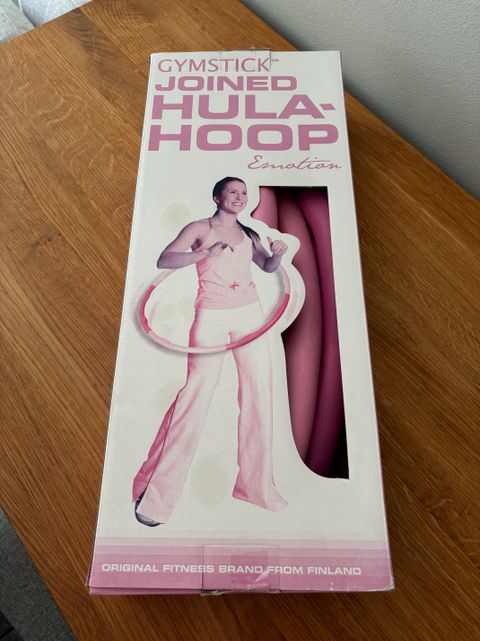 GYMSTICK™
JOINED
HULA-
HOOP
Emotion
ORIGINAL FITNESS BRAND FROM FINLAND